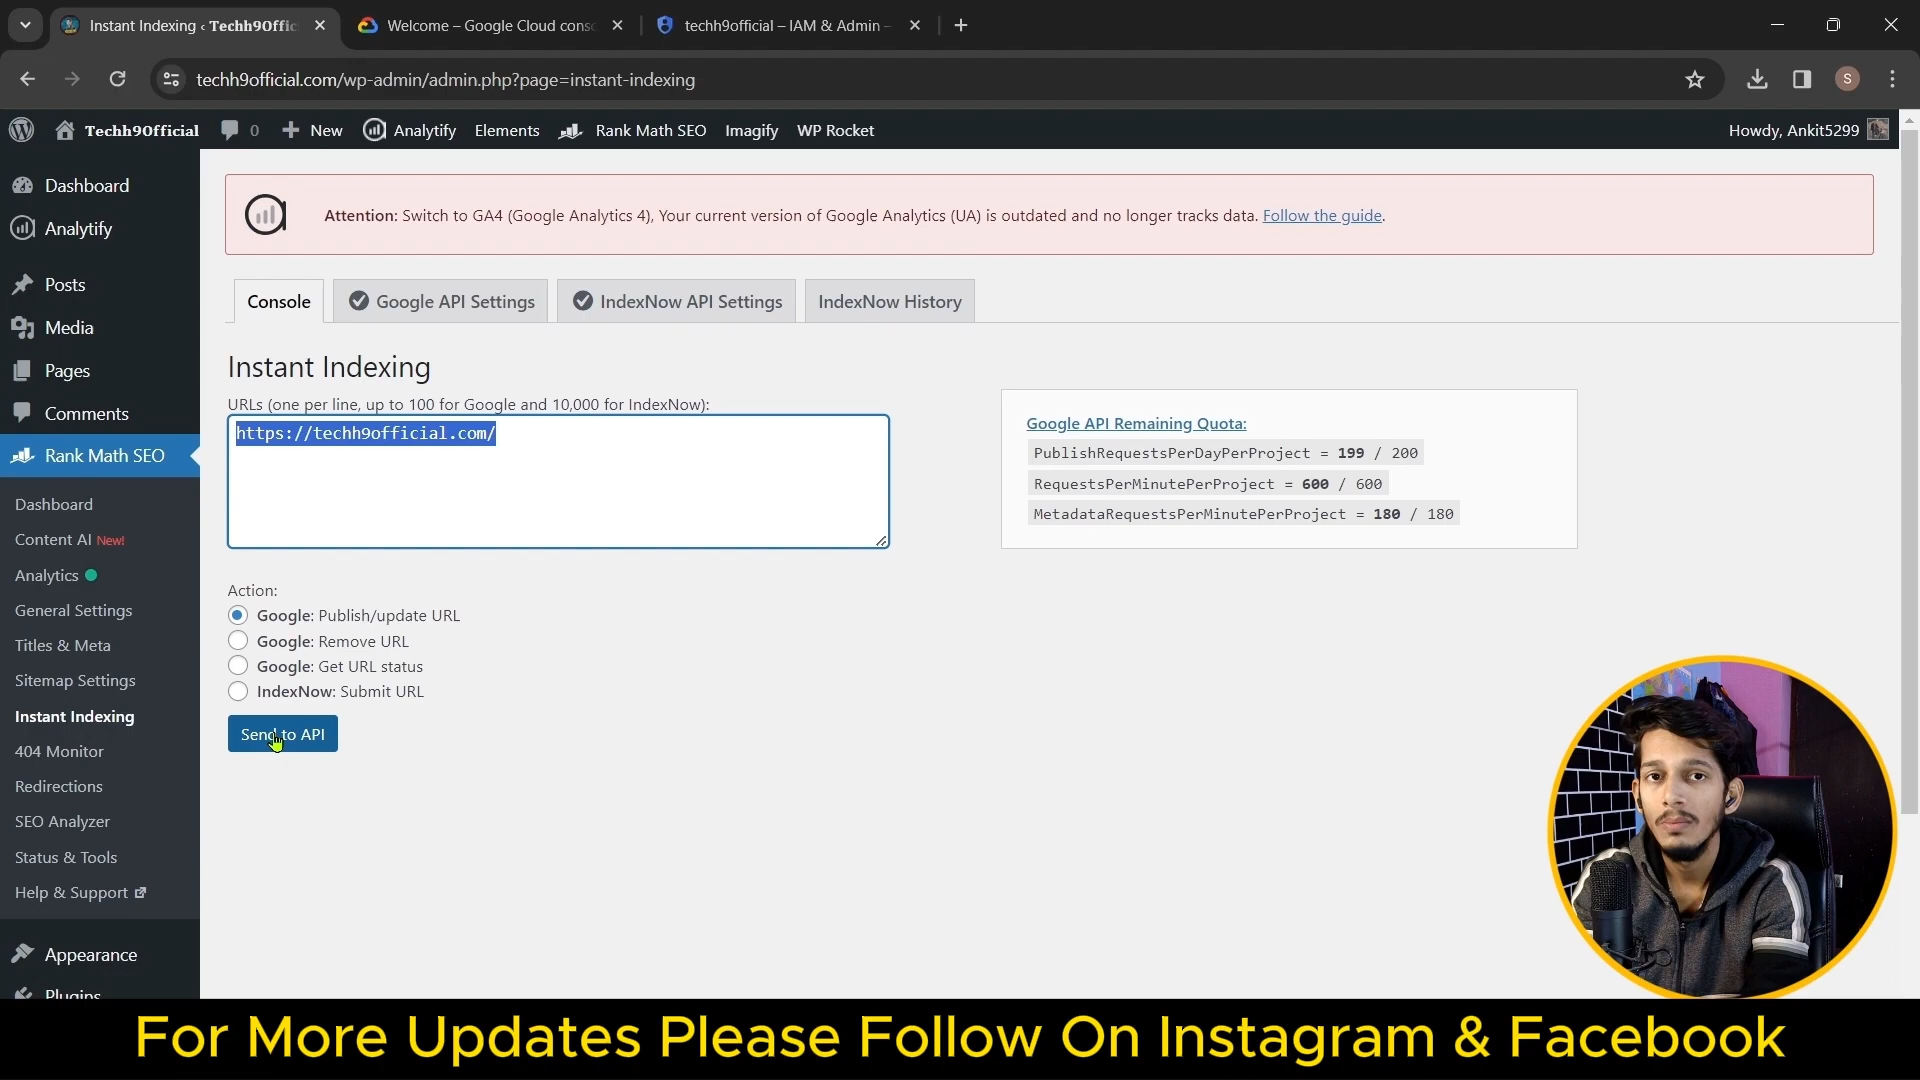 Instant Indexing ‹ Techh9Offic
Welcome – Google Cloud cons
techh9official – IAM & Admin –
techh9official.com/wp-admin/admin.php?page=instant-indexing
S
Techh9Official
0
New
Analytify
Elements
Rank Math SEO
Imagify
WP Rocket
Howdy, Ankit5299
Dashboard
Analytify
Posts
Media
Pages
Comments
Rank Math SEO
Dashboard
Content AI New!
Analytics
General Settings
Titles & Meta
Sitemap Settings
Instant Indexing
404 Monitor
Redirections
SEO Analyzer
Status & Tools
Help & Support
Appearance
Plugins
Attention: Switch to GA4 (Google Analytics 4), Your current version of Google Analytics (UA) is outdated and no longer tracks data. Follow the guide.
Console
Google API Settings
IndexNow API Settings
IndexNow History
Instant Indexing
URLs (one per line, up to 100 for Google and 10,000 for IndexNow):
https://techh9official.com/
Google API Remaining Quota:
PublishRequestsPerDayPerProject = 199 / 200
RequestsPerMinutePerProject = 600 / 600
MetadataRequestsPerMinutePerProject = 180 / 180
Action:
Google: Publish/update URL
Google: Remove URL
Google: Get URL status
IndexNow: Submit URL
Send to API
For More Updates Please Follow On Instagram & Facebook